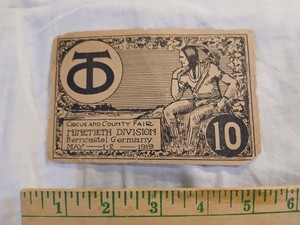 TO
CIRCUS AND COUNTY FAIR
NINETIETH DIVISION
Berncastel Germany
MAY — 1-2 — 1919
10
1 2 3 4 5 6